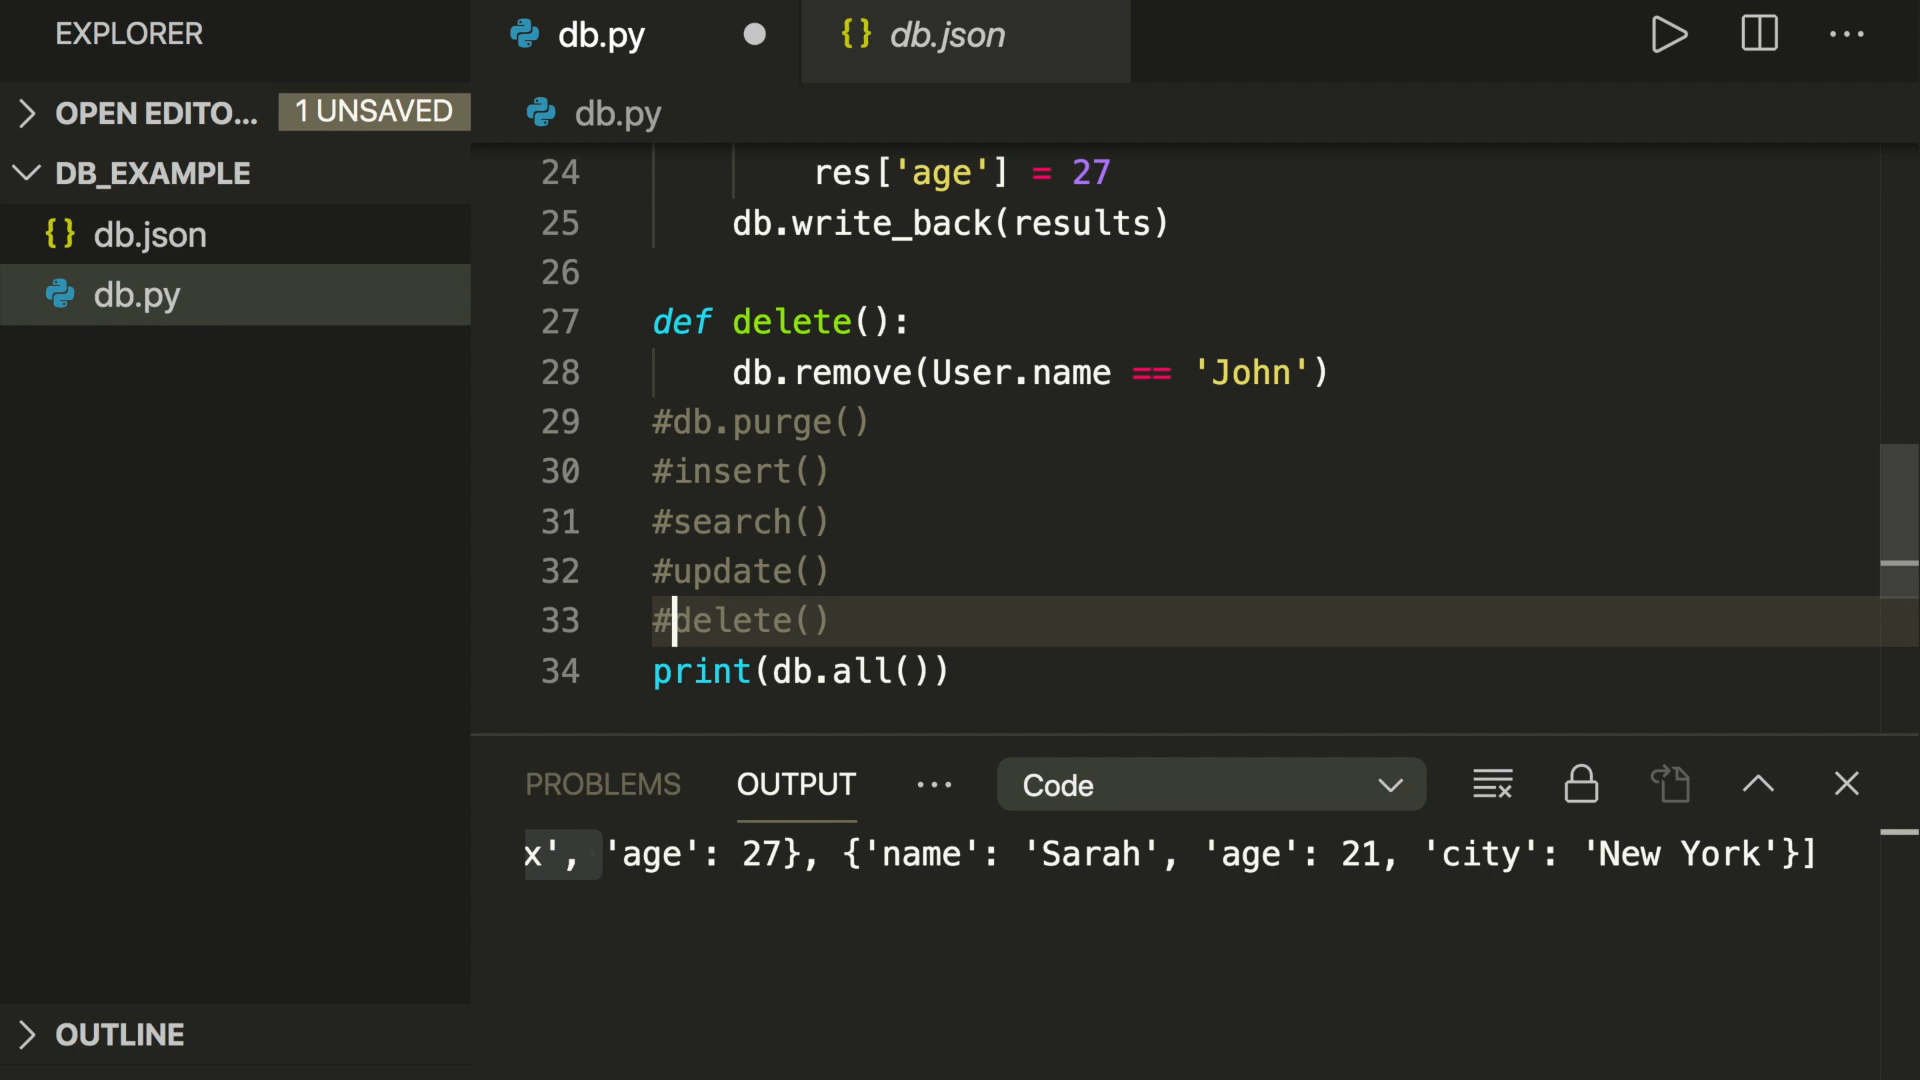 EXPLORER
OPEN EDITO... 1 UNSAVED
DB_EXAMPLE
{} db.json
db.py
OUTLINE
db.py
{} db.json
db.py
24 res['age'] = 27
25 db.write_back(results)
26
27 def delete():
28 db.remove(User.name == 'John')
29 #db.purge()
30 #insert()
31 #search()
32 #update()
33 #delete()
34 print(db.all())
PROBLEMS OUTPUT ... Code
x', 'age': 27}, {'name': 'Sarah', 'age': 21, 'city': 'New York'}]